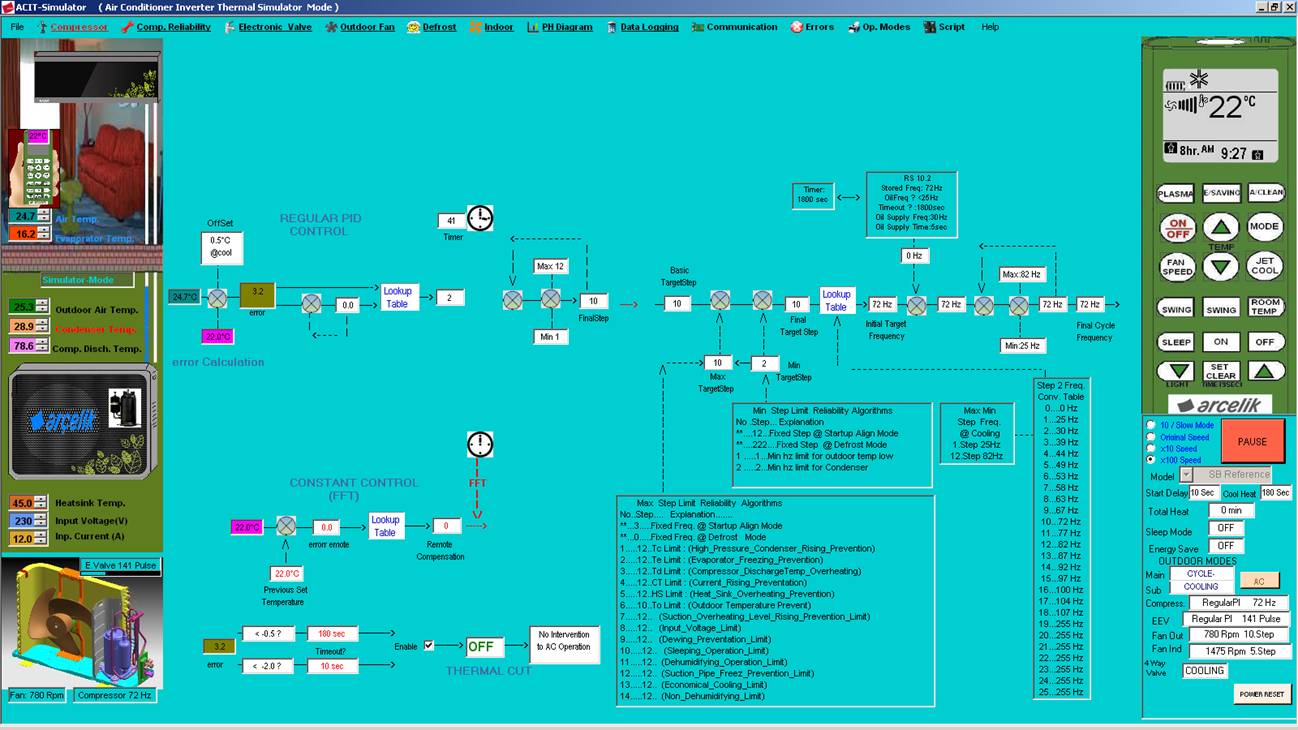 ACIT-Simulator ( Air Conditioner Inverter Thermal Simulator Mode )
File Compressor Comp. Reliability Electronic Valve Outdoor Fan Defrost Indoor PH Diagram Data Logging Communication Errors Op. Modes Script Help
22°C
24.7 Air Temp.
16.2 Evaporator Temp.
Simulator-Mode
25.3 Outdoor Air Temp.
28.9 Condenser Temp.
78.6 Comp. Disch. Temp.
arcelik
45.0 Heatsink Temp.
230 Input Voltage(V)
12.0 Inp. Current (A)
E.Valve 141 Pulse
Fan: 780 Rpm Compressor 72 Hz
OffSet
0.5°C
@cool
REGULAR PID
CONTROL
41
Timer
24.7°C
3.2
error
0.0
Lookup
Table
2
22.0°C
error Calculation
Max 12
10
FinalStep
Min 1
Basic
TargetStep
10
10
Final
Target Step
Lookup
Table
72 Hz
Initial Target
Frequency
72 Hz
72 Hz
72 Hz
Final Cycle
Frequency
Timer:
1800 sec
RS 10.2
Stored Freq: 72Hz
OilFreq ? <25Hz
Timeout ? :1800sec
Oil Supply Freq:30Hz
Oil Supply Time:5sec
0 Hz
Max:82 Hz
Min:25 Hz
10
Max
TargetStep
2
Min
TargetStep
Min Step Limit Reliability Algorithms
No .Step... Explanation
**....12...Fixed Step @ Startup Align Mode
**....222....Fixed Step @ Defrost Mode
1 .....1...Min hz limit for outdoor temp low
2 .....2...Min hz limit for Condenser
Max Min
Step Freq.
@ Cooling
1.Step 25Hz
12.Step 82Hz
Step 2 Freq.
Conv. Table
0....0 Hz
1...25 Hz
2...30 Hz
3...39 Hz
4...44 Hz
5...49 Hz
6...53 Hz
7...58 Hz
8...63 Hz
9...67 Hz
10...72 Hz
11...77 Hz
12...82 Hz
13...87 Hz
14...92 Hz
15...97 Hz
16...100 Hz
17...104 Hz
18...107 Hz
19...255 Hz
20...255 Hz
21...255 Hz
22...255 Hz
23...255 Hz
24...255 Hz
25...255 Hz
Max Step Limit Reliability Algorithms
No...Step..... Explanation.......
**...3.....Fixed Freq. @ Startup Align Mode
**...0.....Fixed Freq. @ Defrost Mode
1.....12...Tc Limit : (High_Pressure_Condenser_Rising_Prevention)
2.....12...Te Limit : (Evaporator_Freezing_Prevention)
3.....12...Td Limit : (Compressor_DischargeTemp_Overheating)
4.....12...CT Limit : (Current_Rising_Preventation)
5.....12...HS Limit : (Heat_Sink_Overheating_Prevention)
6.....10...To Limit : (Outdoor Temperature Prevent)
7.....12.. (Suction_Overheating_Level_Rising_Prevention_Limit)
8.....12.. (Input_Voltage_Limit)
9.....12.. (Dewing_Preventation_Limit)
10.....12.. (Sleeping_Operation_Limit)
11.....12.. (Dehumidifying_Operation_Limit)
12.....12.. (Suction_Pipe_Freez_Prevention_Limit)
13.....12.. (Economical_Cooling_Limit)
14.....12.. (Non_Dehumidifying_Limit)
CONSTANT CONTROL
(FFT)
FFT
22.0°C
0.0
errorr emote
Lookup
Table
0
Remote
Compensation
22.0°C
Previous Set
Temperature
3.2
error
< -0.5 ? 180 sec
Timeout?
< -2.0 ? 10 sec
Enable
OFF
THERMAL CUT
No Intervention
to AC Operation
22°C
8hr. AM 9:27
PLASMA E/SAVING A/CLEAN
ON
OFF
TEMP
MODE
FAN
SPEED
JET
COOL
SWING SWING ROOM
TEMP
SLEEP ON OFF
LIGHT
SET
CLEAR
TIME(3SEC)
arcelik
10 / Slow Mode
Original Speed
x10 Speed
x100 Speed
PAUSE
Model SB Reference
Start Delay 10 Sec Cool Heat 180 Sec
Total Heat 0 min
Sleep Mode OFF
Energy Save OFF
OUTDOOR MODES
Main
Sub
CYCLE-
COOLING
AC
Compress. RegularPI 72 Hz
EEV Regular PI 141 Pulse
Fan Out 780 Rpm 10.Step
Fan Ind 1475 Rpm 5.Step
4 Way
Valve
COOLING
POWER RESET